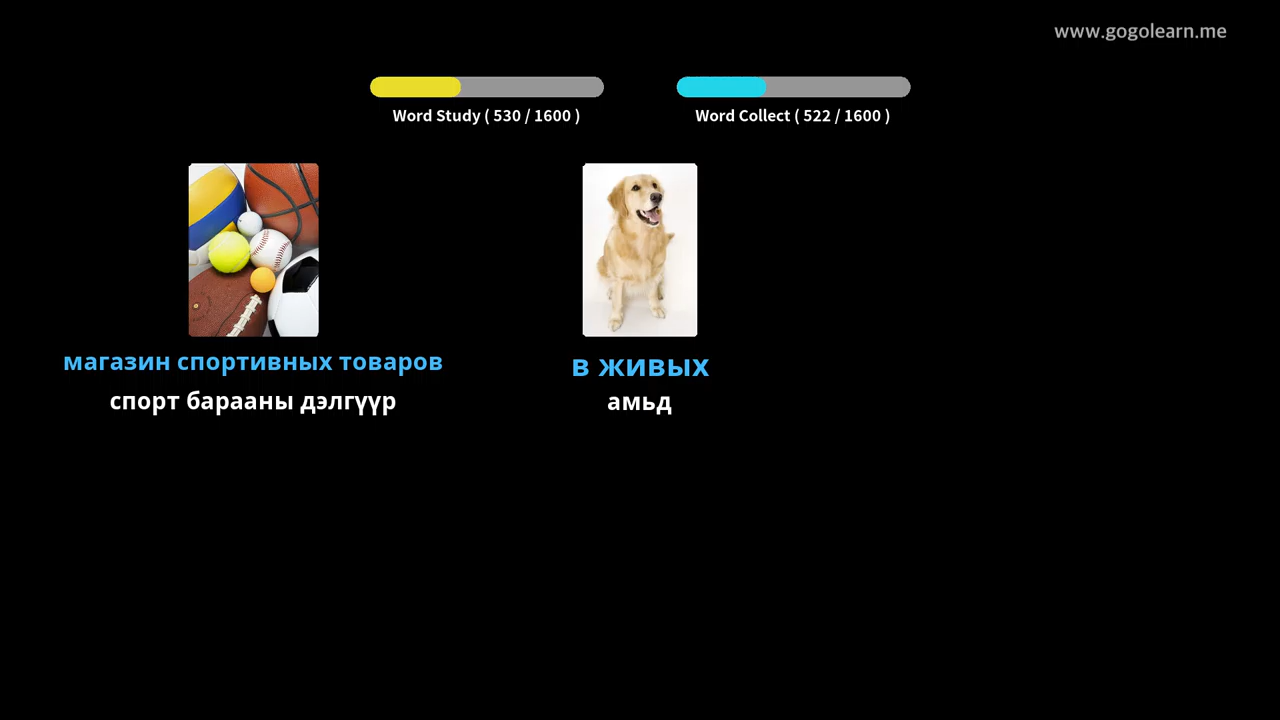 www.gogolearn.me
Word Study ( 530 / 1600 )
Word Collect ( 522 / 1600 )
магазин спортивных товаров
спорт барааны дэлгүүр
в живых
амьд